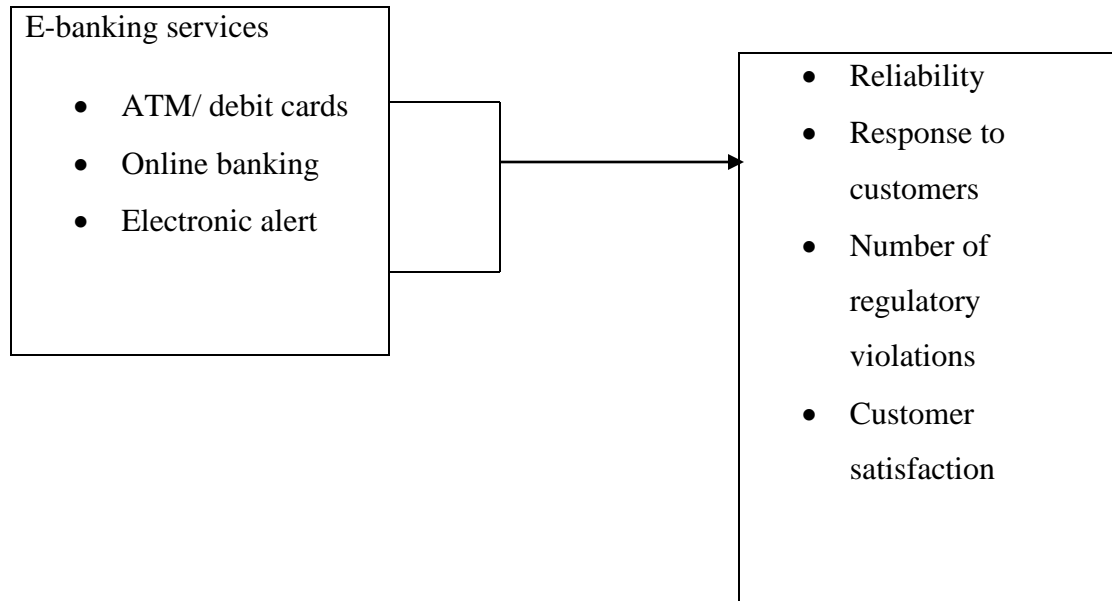 E-banking services
• ATM/ debit cards
• Online banking
• Electronic alert
• Reliability
• Response to
customers
• Number of
regulatory
violations
• Customer
satisfaction